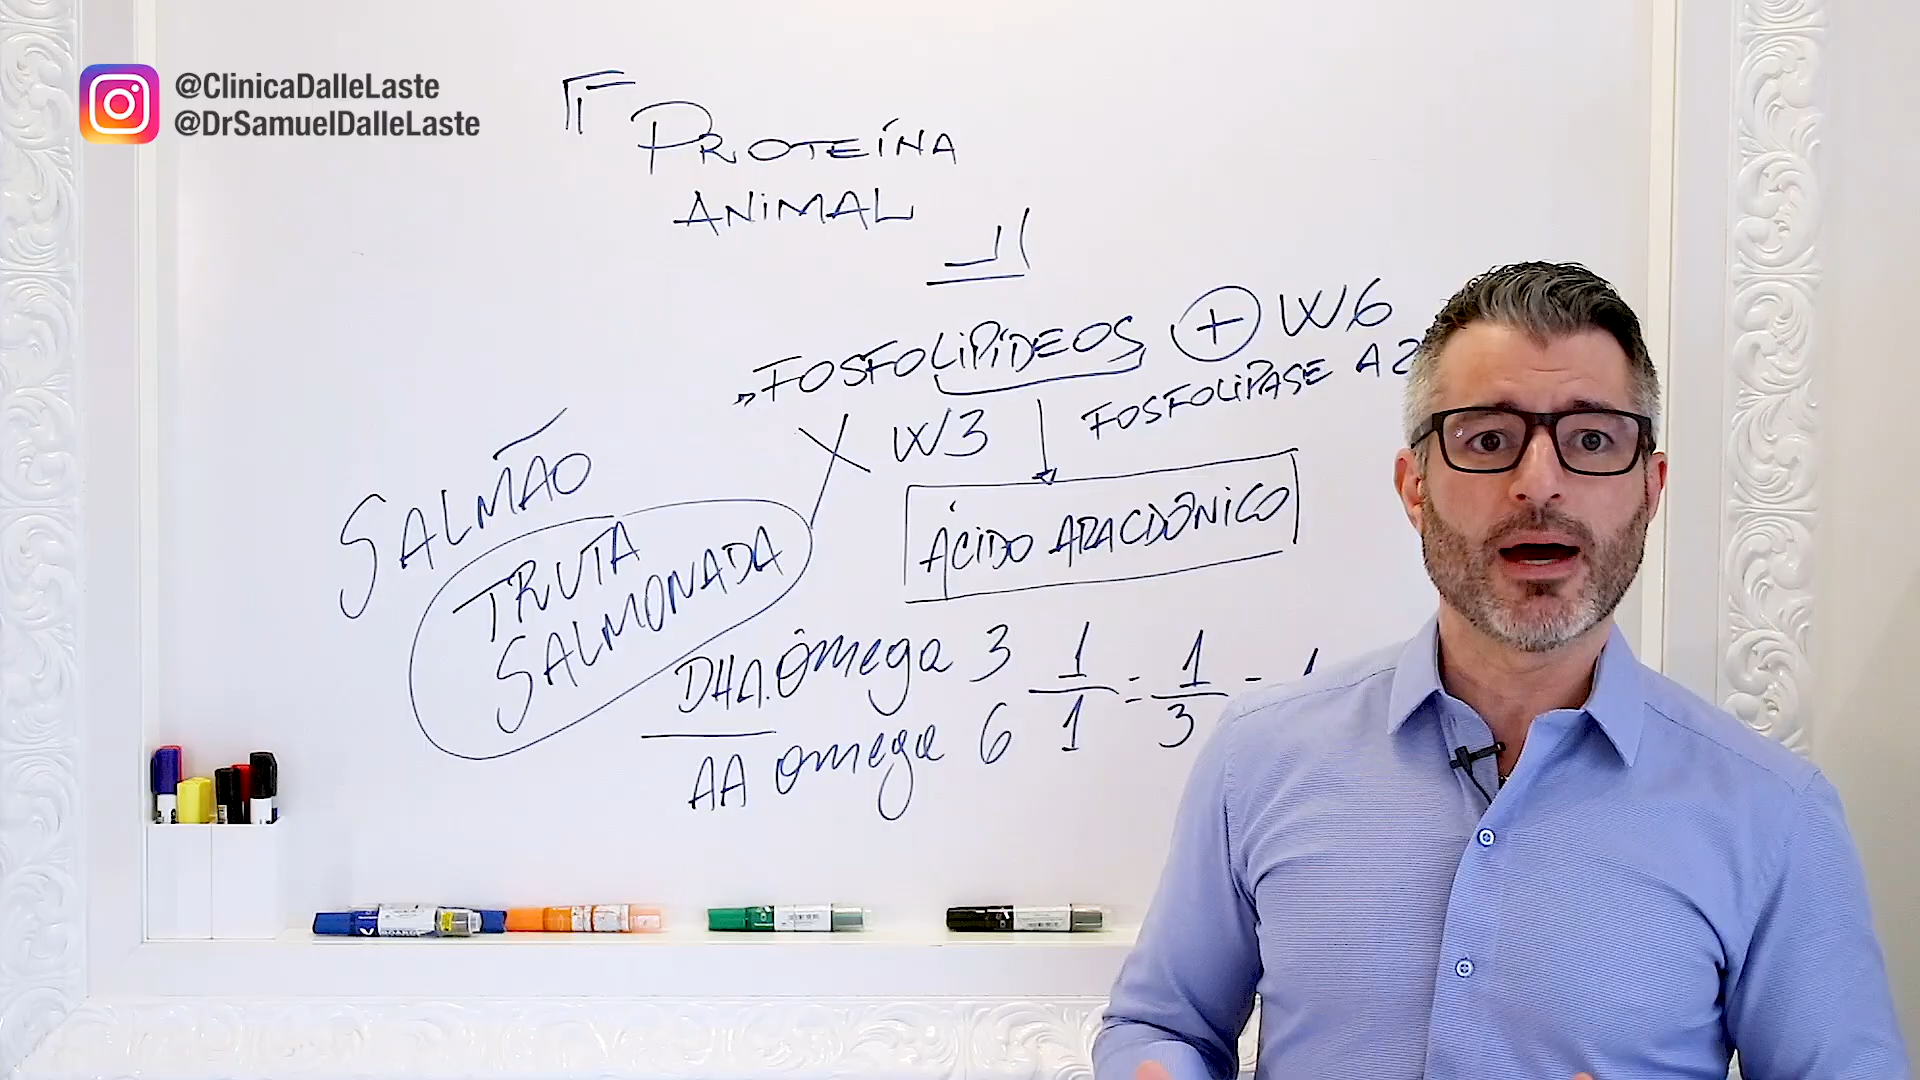 @ClinicaDalleLaste
@DrSamuelDalleLaste
PROTEÍNA
ANIMAL
FOSFOLIPÍDEOS + W6
FOSFOLIPASE A2
W3
SALMÃO
TRUTA
SALMONADA
ÁCIDO ARACDÔNICO
DHA ômega 3 1/1 = 1/3 =
AA omega 6